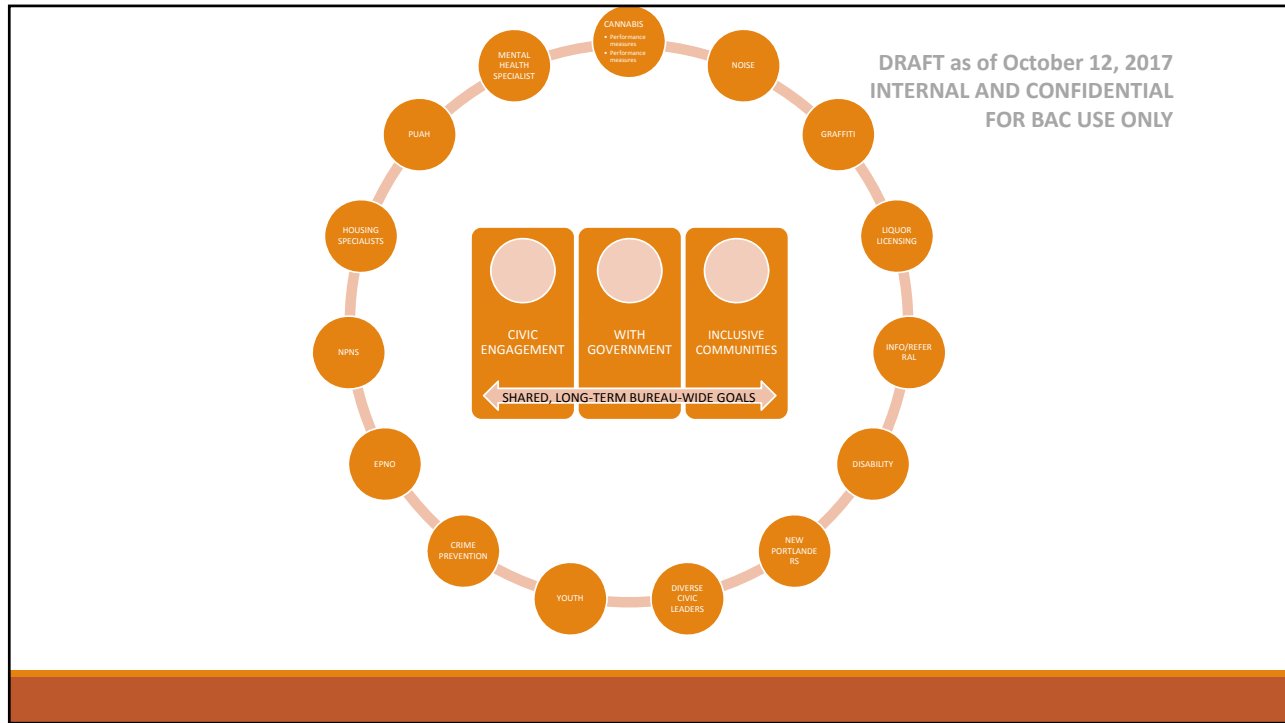 DRAFT as of October 12, 2017
INTERNAL AND CONFIDENTIAL
FOR BAC USE ONLY
CANNABIS
• Performance
measures
• Performance
measures
NOISE
GRAFFITI
LIQUOR
LICENSING
INFO/REFER
RAL
DISABILITY
NEW
PORTLANDE
RS
DIVERSE
CIVIC
LEADERS
YOUTH
CRIME
PREVENTION
EPNO
NPNS
HOUSING
SPECIALISTS
PUAH
MENTAL
HEALTH
SPECIALIST
CIVIC
ENGAGEMENT
WITH
GOVERNMENT
INCLUSIVE
COMMUNITIES
SHARED, LONG-TERM BUREAU-WIDE GOALS